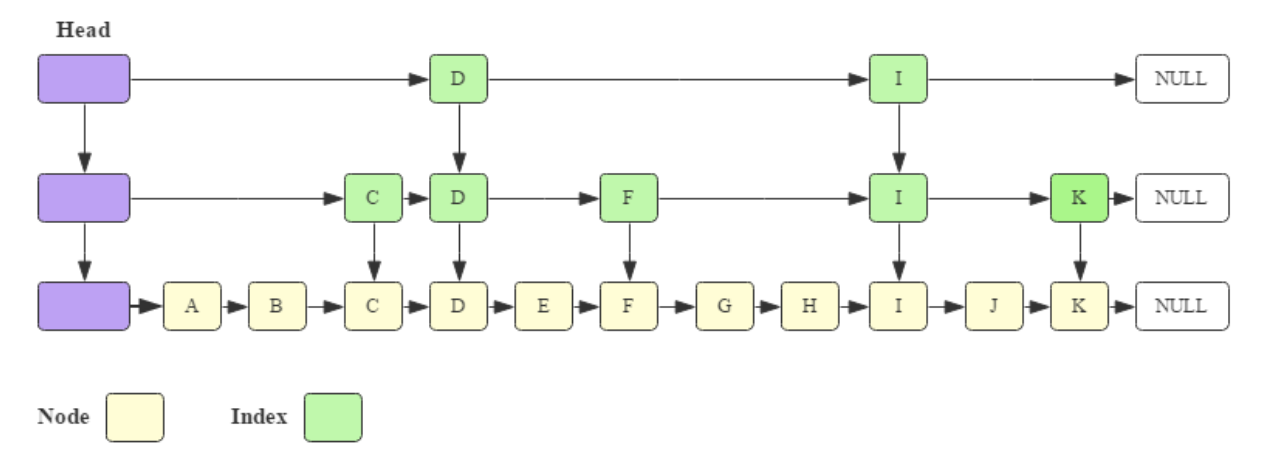 Head
D I NULL
C D F I K NULL
A B C D E F G H I J K NULL
Node Index